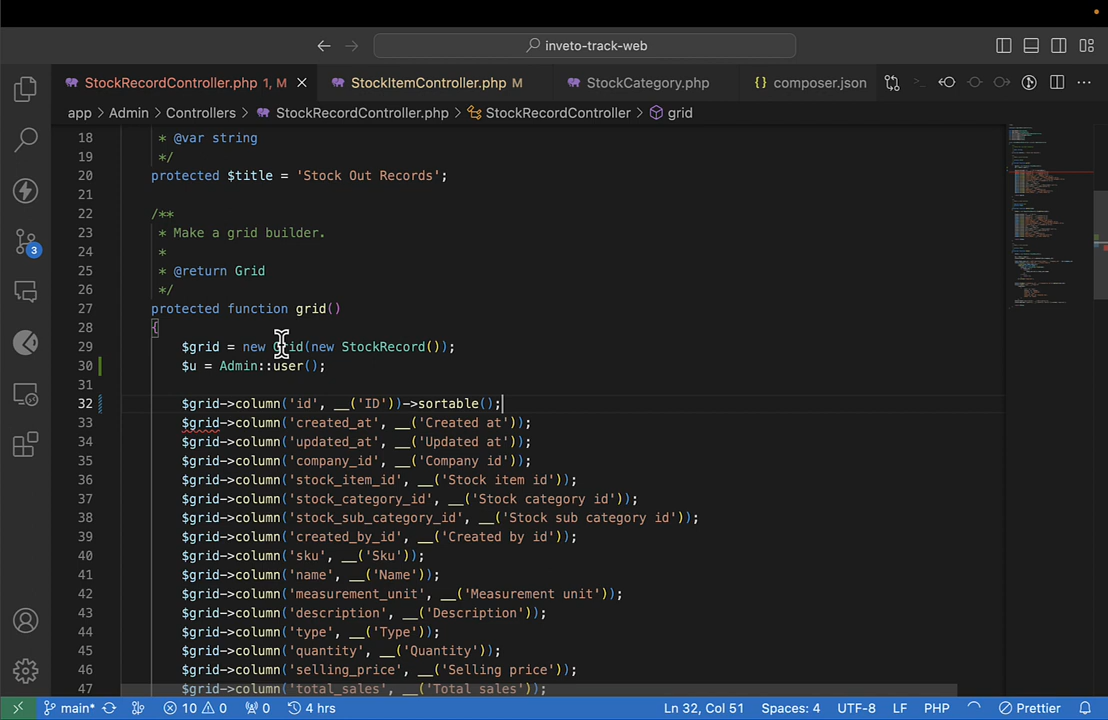 inveto-track-web
StockRecordController.php 1, M
StockItemController.php M
StockCategory.php
{} composer.json
app > Admin > Controllers > StockRecordController.php > StockRecordController > grid
18 * @var string
19 */
20 protected $title = 'Stock Out Records';
21
22 /**
23 * Make a grid builder.
24 *
25 * @return Grid
26 */
27 protected function grid()
28 {
29 $grid = new Grid(new StockRecord());
30 $u = Admin::user();
31
32 $grid->column('id', __('ID'))->sortable();
33 $grid->column('created_at', __('Created at'));
34 $grid->column('updated_at', __('Updated at'));
35 $grid->column('company_id', __('Company id'));
36 $grid->column('stock_item_id', __('Stock item id'));
37 $grid->column('stock_category_id', __('Stock category id'));
38 $grid->column('stock_sub_category_id', __('Stock sub category id'));
39 $grid->column('created_by_id', __('Created by id'));
40 $grid->column('sku', __('Sku'));
41 $grid->column('name', __('Name'));
42 $grid->column('measurement_unit', __('Measurement unit'));
43 $grid->column('description', __('Description'));
44 $grid->column('type', __('Type'));
45 $grid->column('quantity', __('Quantity'));
46 $grid->column('selling_price', __('Selling price'));
47 $grid->column('total_sales', __('Total sales'));
3
main* 10 0 0 4 hrs Ln 32, Col 51 Spaces: 4 UTF-8 LF PHP Prettier